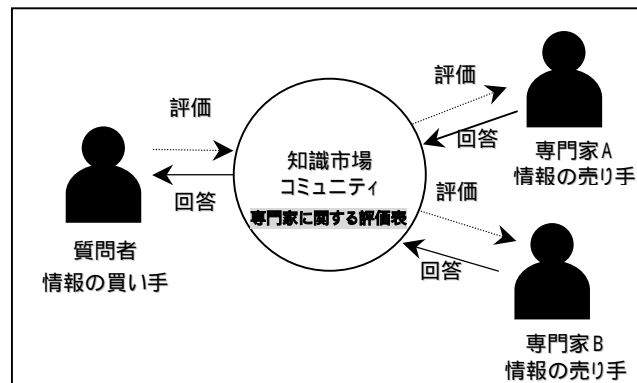 評価
回答
質問者
情報の買い手
知識市場
コミュニティ
専門家に関する評価表
評価
回答
専門家A
情報の売り手
評価
回答
専門家B
情報の売り手